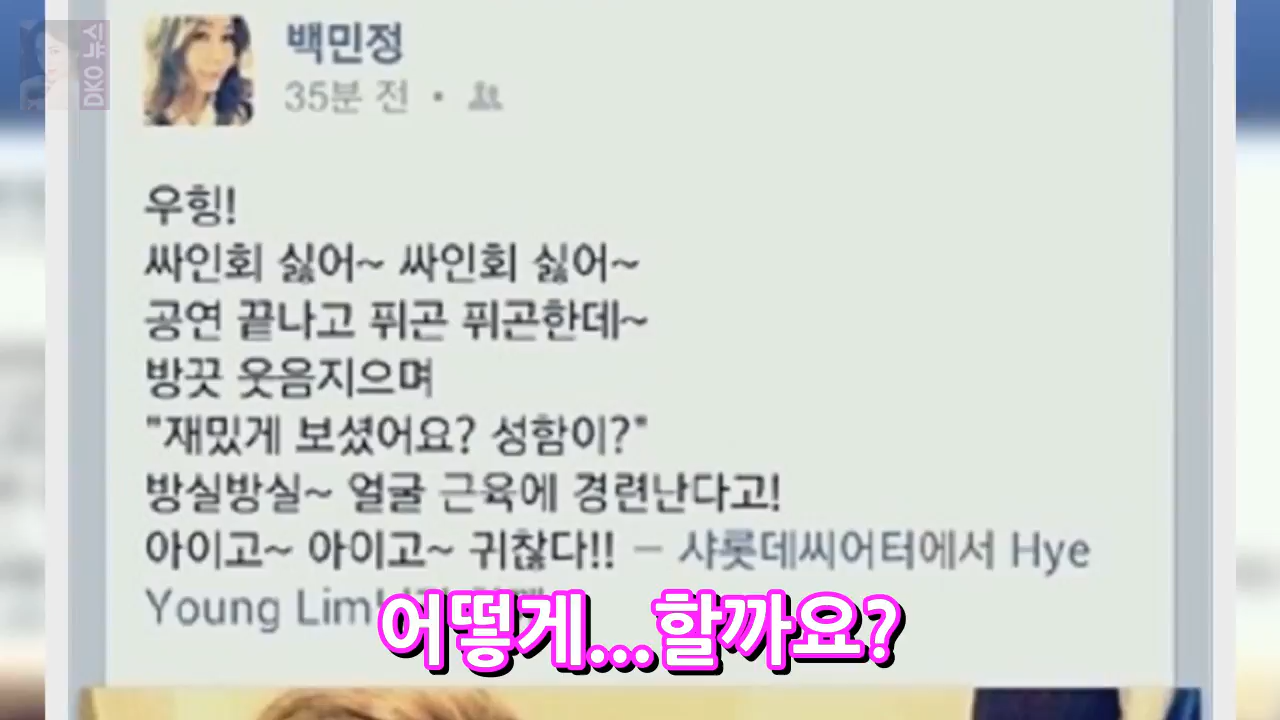 DKO 뉴스
백민정
35분 전 ·
우힝!
싸인회 싫어~ 싸인회 싫어~
공연 끝나고 퓌곤 퓌곤한데~
방끗 웃음지으며
"재밌게 보셨어요? 성함이?"
방실방실~ 얼굴 근육에 경련난다고!
아이고~ 아이고~ 귀찮다!! – 샤롯데씨어터에서 Hye
Young Lim
어떻게...할까요?